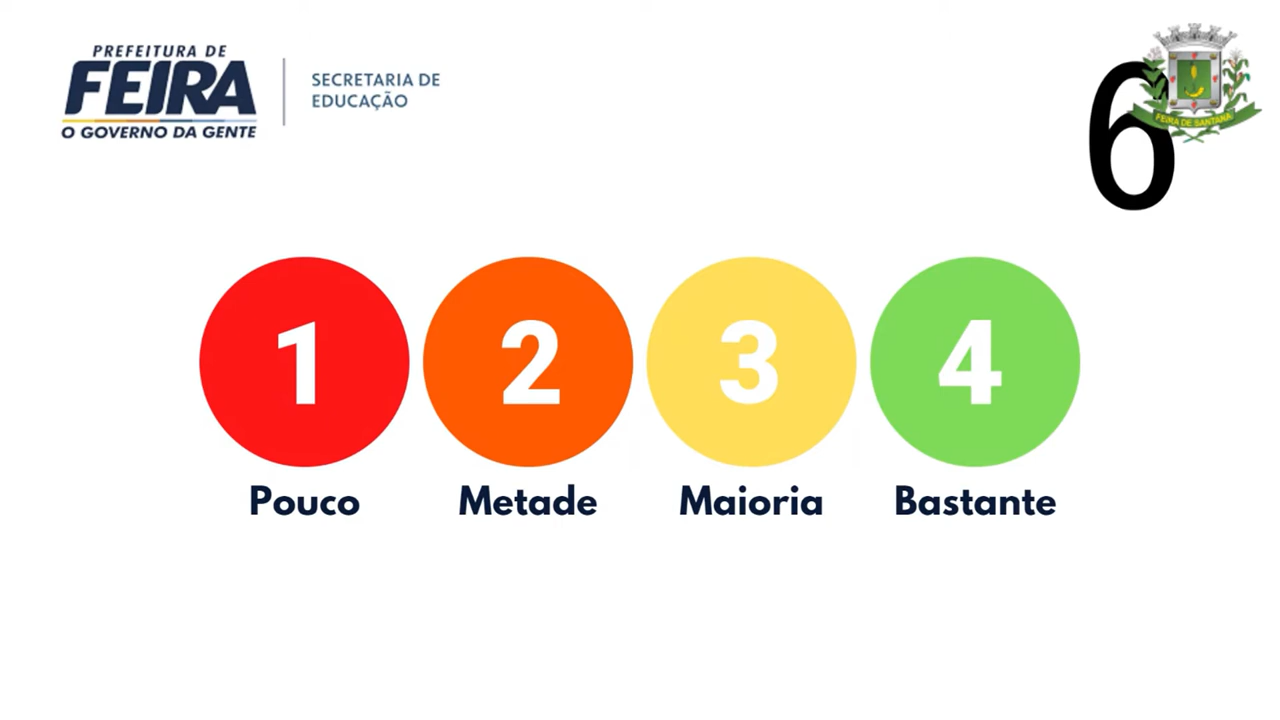 PREFEITURA DE
FEIRA
O GOVERNO DA GENTE
SECRETARIA DE
EDUCAÇÃO
6
FEIRA DE SANTANA
1
2
3
4
Pouco
Metade
Maioria
Bastante